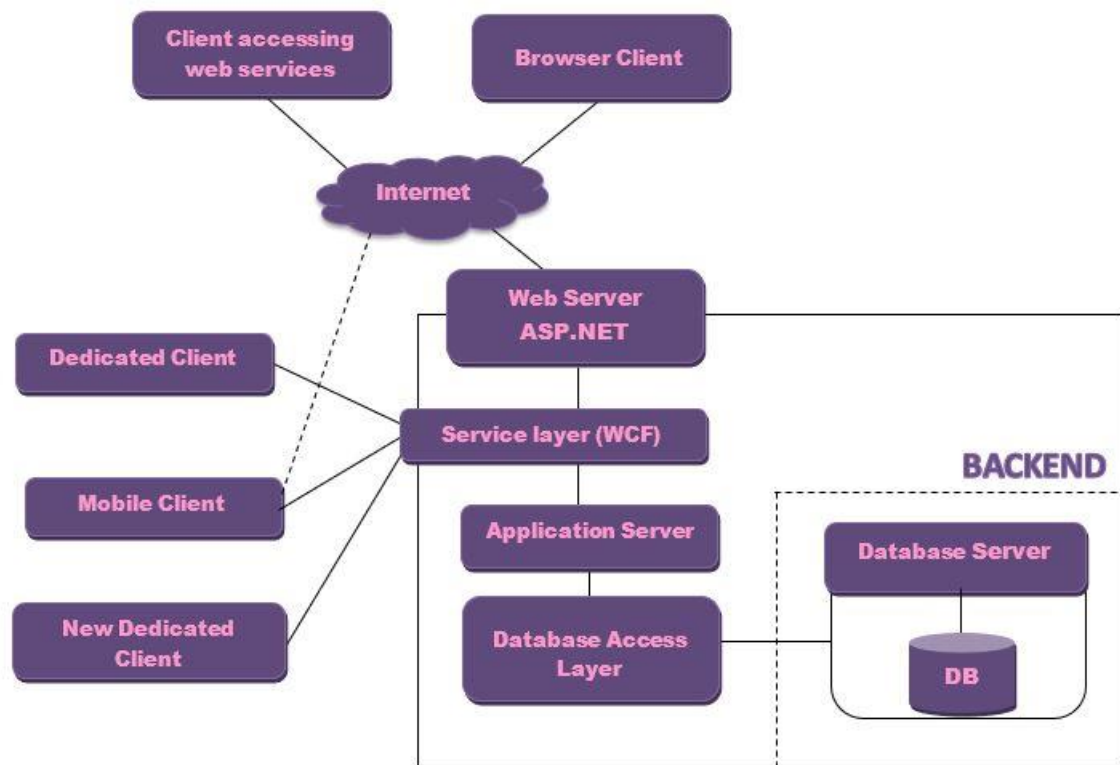 Client accessing
web services
Browser Client
Internet
Web Server
ASP.NET
Dedicated Client
Service layer (WCF)
BACKEND
Mobile Client
Application Server
Database Server
New Dedicated
Client
Database Access
Layer
DB